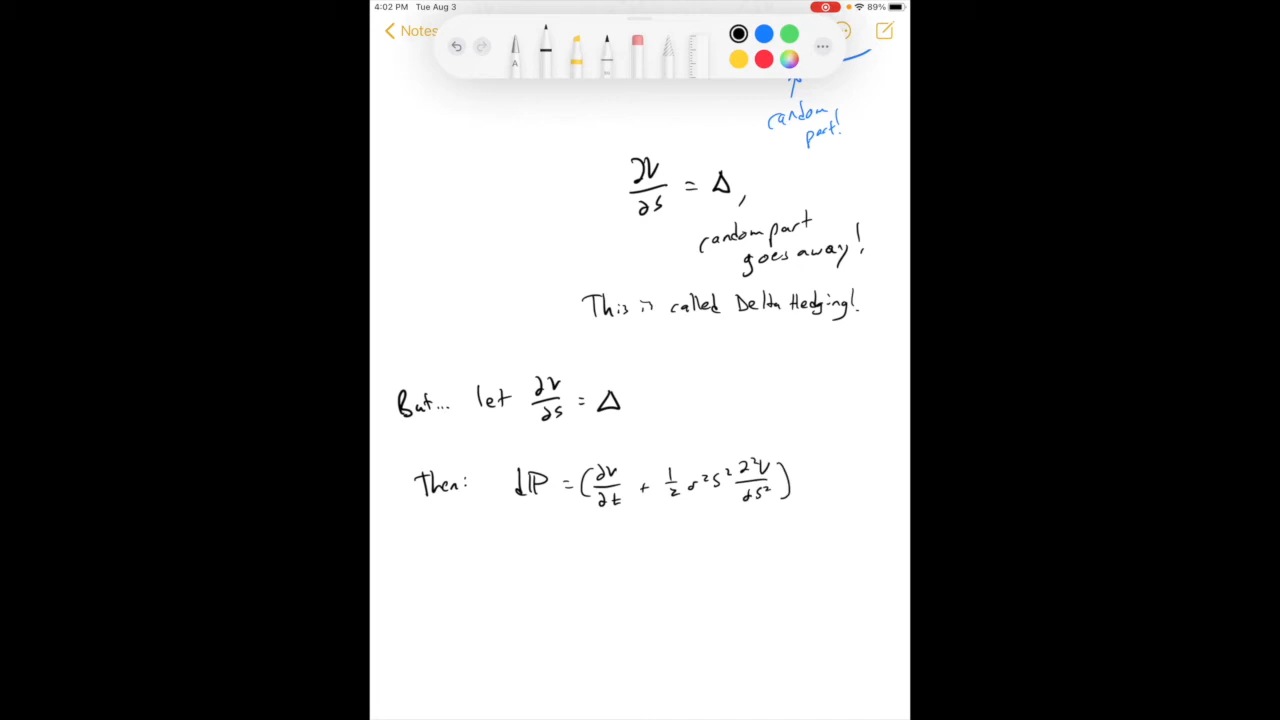 4:02 PM Tue Aug 3
89%
Notes
A
random
part!
∂V/∂S = Δ,
random part
goes away!
This is called Delta Hedging!
But... let ∂V/∂S = Δ
Then: dP = (∂V/∂t + 1/2 σ²S² ∂²V/∂S²)